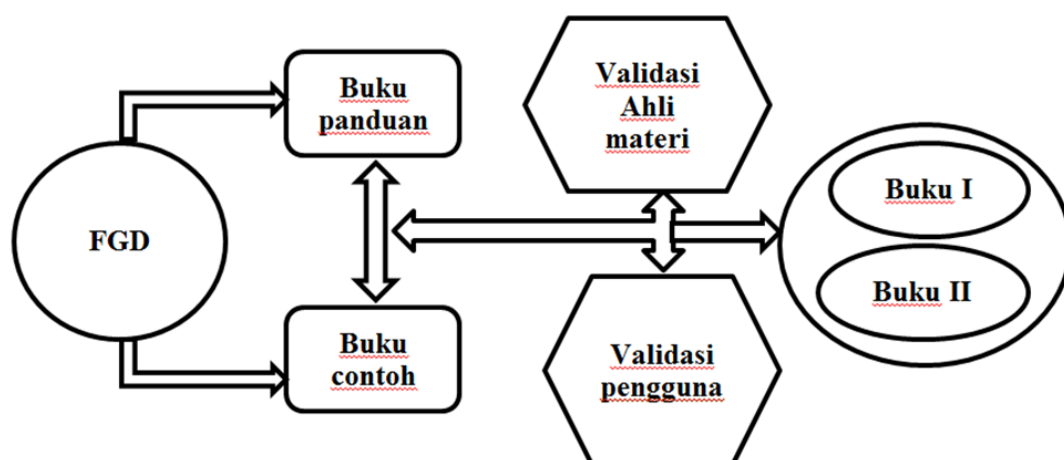 FGD
Buku
panduan
Buku
contoh
Validasi
Ahli
materi
Validasi
pengguna
Buku I
Buku II